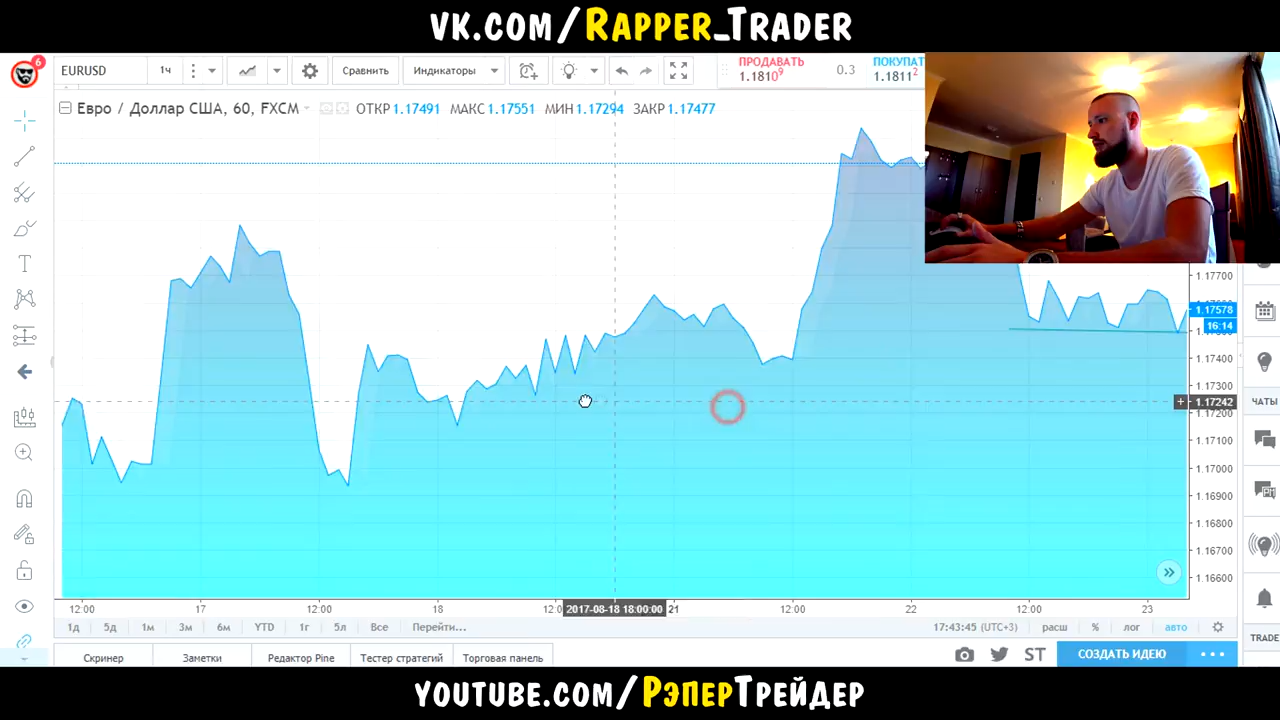 vk.com/Rapper_Trader
6
EURUSD
1ч
Сравнить
Индикаторы
ПРОДАВАТЬ
1.18109
0.3
ПОКУПАТ
1.18112
Евро / Доллар США, 60, FXCM
ОТКР 1.17491 МАКС 1.17551 МИН 1.17294 ЗАКР 1.17477
1.17700
1.17578
16:14
1.17400
1.17300
1.17242
1.17200
1.17100
1.17000
1.16900
1.16800
1.16700
1.16600
ЧАТЫ
TRADE
12:00 17 12:00 18 2017-08-18 18:00:00 21 12:00 22 12:00 23
1д 5д 1м 3м 6м YTD 1г 5л Все Перейти... 17:43:45 (UTC+3) расш % лог авто
Скринер Заметки Редактор Pine Тестер стратегий Торговая панель ST СОЗДАТЬ ИДЕЮ
youtube.com/РэперТрейдер